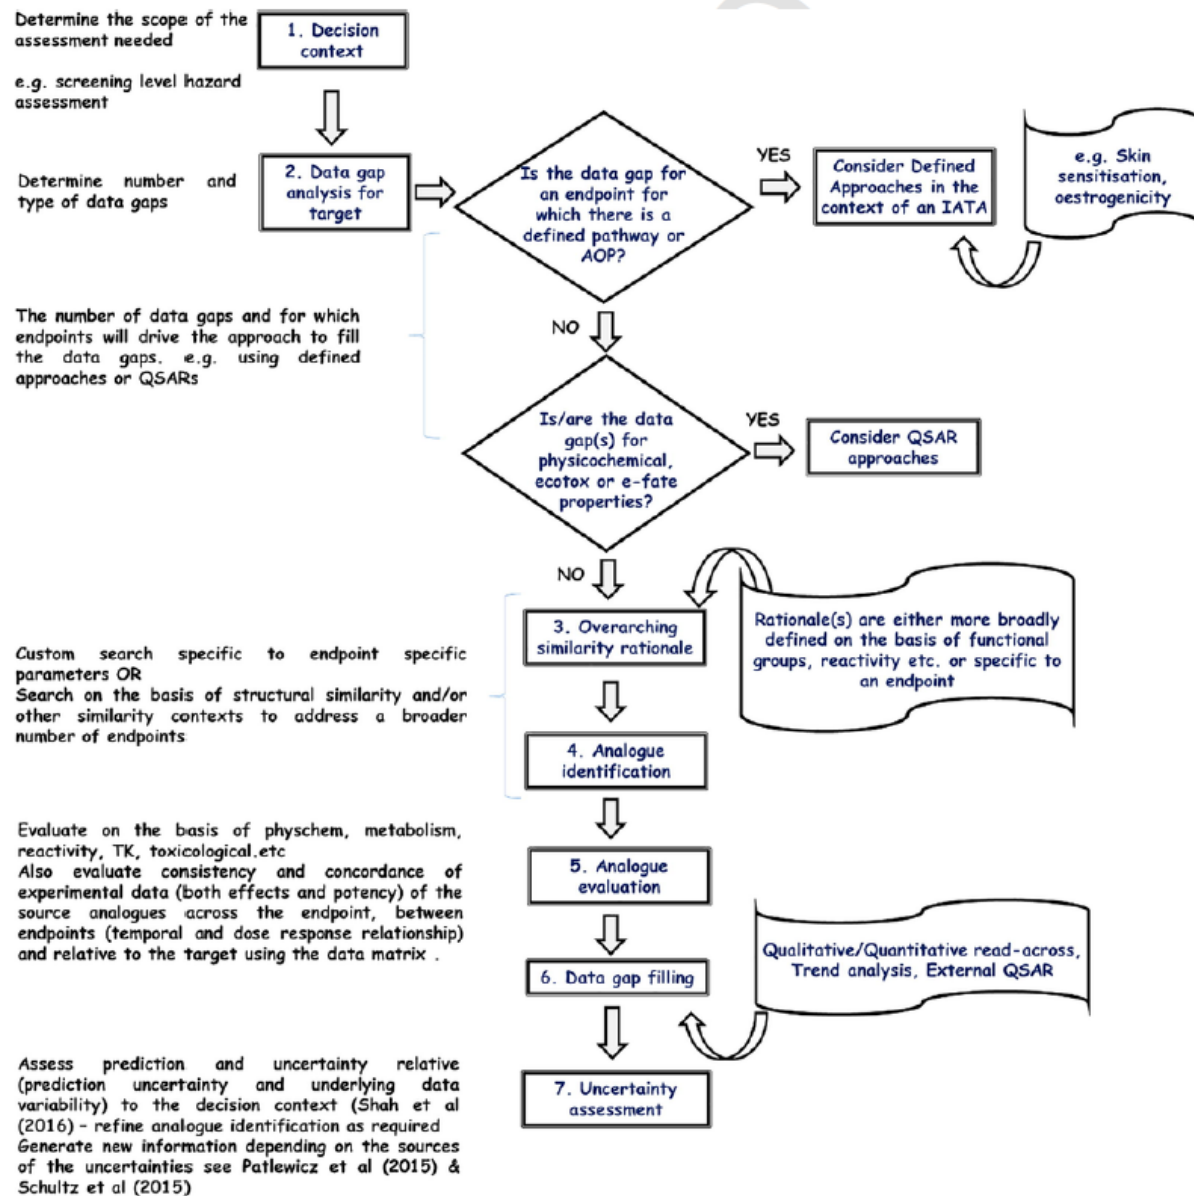 Determine the scope of the
assessment needed
e.g. screening level hazard
assessment
1. Decision
context
Determine number and
type of data gaps
2. Data gap
analysis for
target
Is the data gap for
an endpoint for
which there is a
defined pathway or
AOP?
YES
Consider Defined
Approaches in the
context of an IATA
e.g. Skin
sensitisation,
oestrogenicity
The number of data gaps and for which
endpoints will drive the approach to fill
the data gaps. e.g. using defined
approaches or QSARs
NO
Is/are the data
gap(s) for
physicochemical,
ecotox or e-fate
properties?
YES
Consider QSAR
approaches
NO
3. Overarching
similarity rationale
Rationale(s) are either more broadly
defined on the basis of functional
groups, reactivity etc. or specific to
an endpoint
Custom search specific to endpoint specific
parameters OR
Search on the basis of structural similarity and/or
other similarity contexts to address a broader
number of endpoints
4. Analogue
identification
Evaluate on the basis of physchem, metabolism,
reactivity, TK, toxicological.etc
Also evaluate consistency and concordance of
experimental data (both effects and potency) of the
source analogues across the endpoint, between
endpoints (temporal and dose response relationship)
and relative to the target using the data matrix .
5. Analogue
evaluation
6. Data gap filling
Qualitative/Quantitative read-across,
Trend analysis, External QSAR
Assess prediction and uncertainty relative
(prediction uncertainty and underlying data
variability) to the decision context (Shah et al
(2016) - refine analogue identification as required
Generate new information depending on the sources
of the uncertainties see Patlewicz et al (2015) &
Schultz et al (2015)
7. Uncertainty
assessment